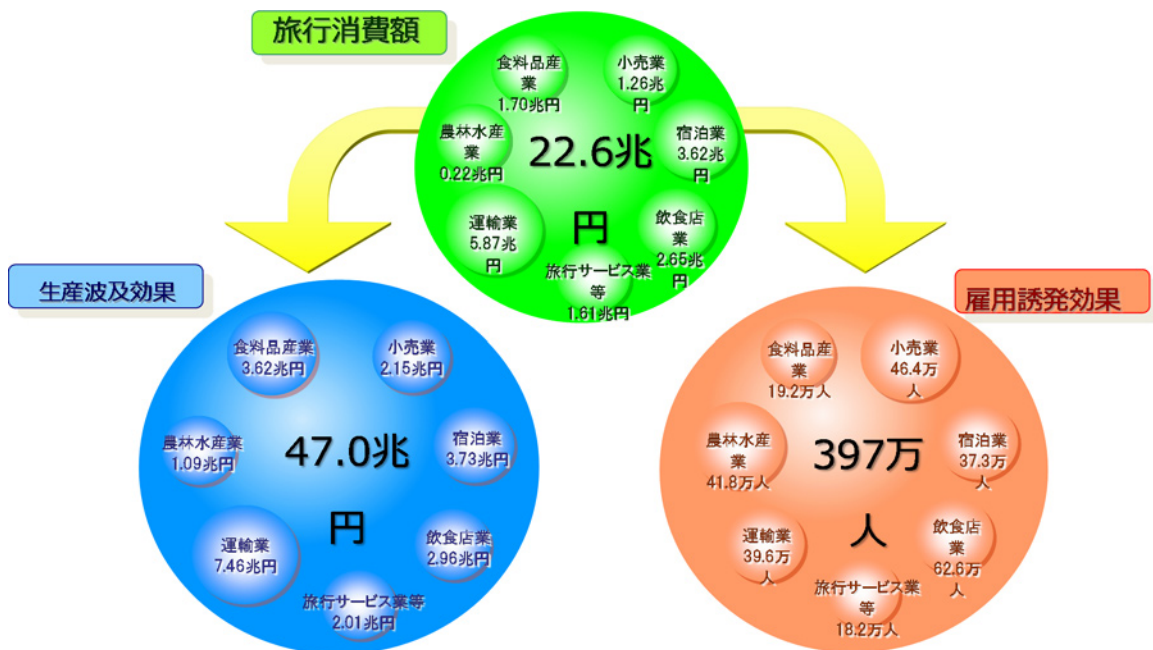 旅行消費額
食料品産
業
1.70兆円
小売業
1.26兆
円
農林水産
業
0.22兆円
22.6兆
円
宿泊業
3.62兆
円
運輸業
5.87兆
円
飲食店
業
2.65兆円
旅行サービス業
等
1.61兆円
生産波及効果
食料品産業
3.62兆円
小売業
2.15兆円
農林水産業
1.09兆円
47.0兆
円
宿泊業
3.73兆円
運輸業
7.46兆円
飲食店業
2.96兆円
旅行サービス業等
2.01兆円
雇用誘発効果
食料品産
業
19.2万人
小売業
46.4万
人
農林水産
業
41.8万人
397万
人
宿泊業
37.3万
人
運輸業
39.6万
人
飲食店
業
62.6万
人
旅行サービス業
等
18.2万人